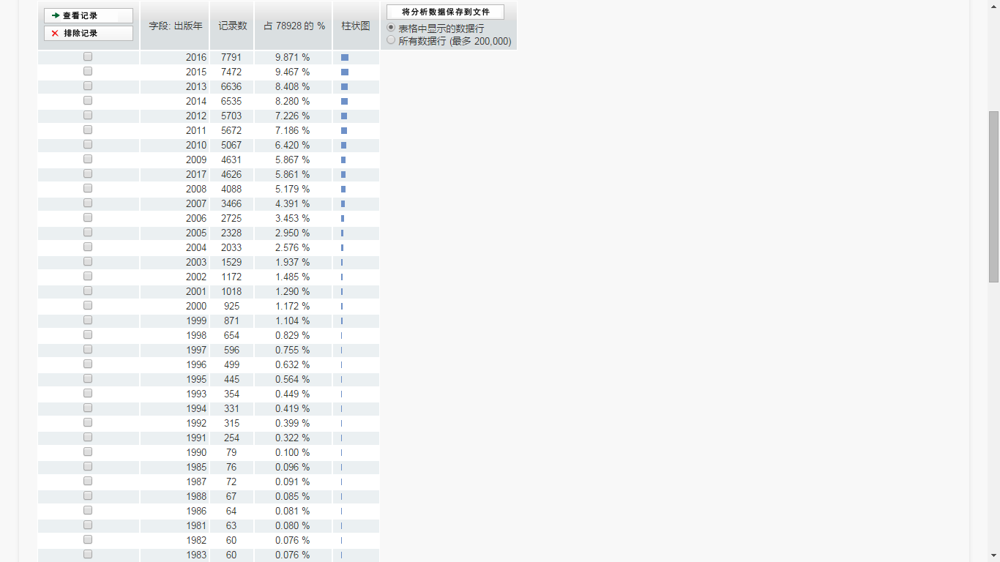 查看记录
排除记录
字段: 出版年 记录数 占 78928 的 % 柱状图
将分析数据保存到文件
表格中显示的数据行
所有数据行 (最多 200,000)
2016 7791 9.871 %
2015 7472 9.467 %
2013 6636 8.408 %
2014 6535 8.280 %
2012 5703 7.226 %
2011 5672 7.186 %
2010 5067 6.420 %
2009 4631 5.867 %
2017 4626 5.861 %
2008 4088 5.179 %
2007 3466 4.391 %
2006 2725 3.453 %
2005 2328 2.950 %
2004 2033 2.576 %
2003 1529 1.937 %
2002 1172 1.485 %
2001 1018 1.290 %
2000 925 1.172 %
1999 871 1.104 %
1998 654 0.829 %
1997 596 0.755 %
1996 499 0.632 %
1995 445 0.564 %
1993 354 0.449 %
1994 331 0.419 %
1992 315 0.399 %
1991 254 0.322 %
1990 79 0.100 %
1985 76 0.096 %
1987 72 0.091 %
1988 67 0.085 %
1986 64 0.081 %
1981 63 0.080 %
1982 60 0.076 %
1983 60 0.076 %